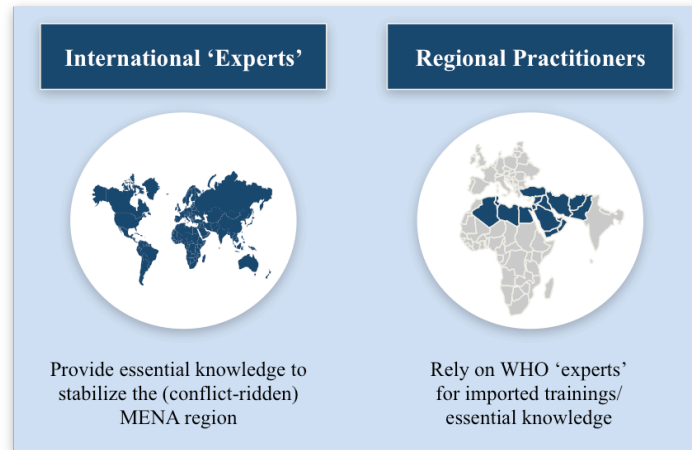 International ‘Experts’
Regional Practitioners
Provide essential knowledge to
stabilize the (conflict-ridden)
MENA region
Rely on WHO ‘experts’
for imported trainings/
essential knowledge